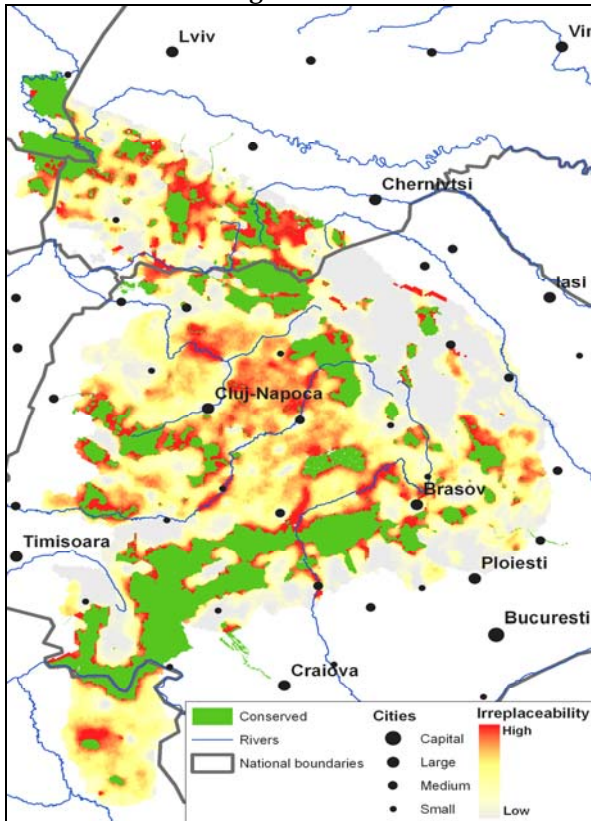 Lviv
Chernivtsi
Iasi
Cluj-Napoca
Brasov
Timisoara
Ploiesti
Bucuresti
Craiova
Conserved
Rivers
National boundaries
Cities
Capital
Large
Medium
Small
Irreplaceability
High
Low